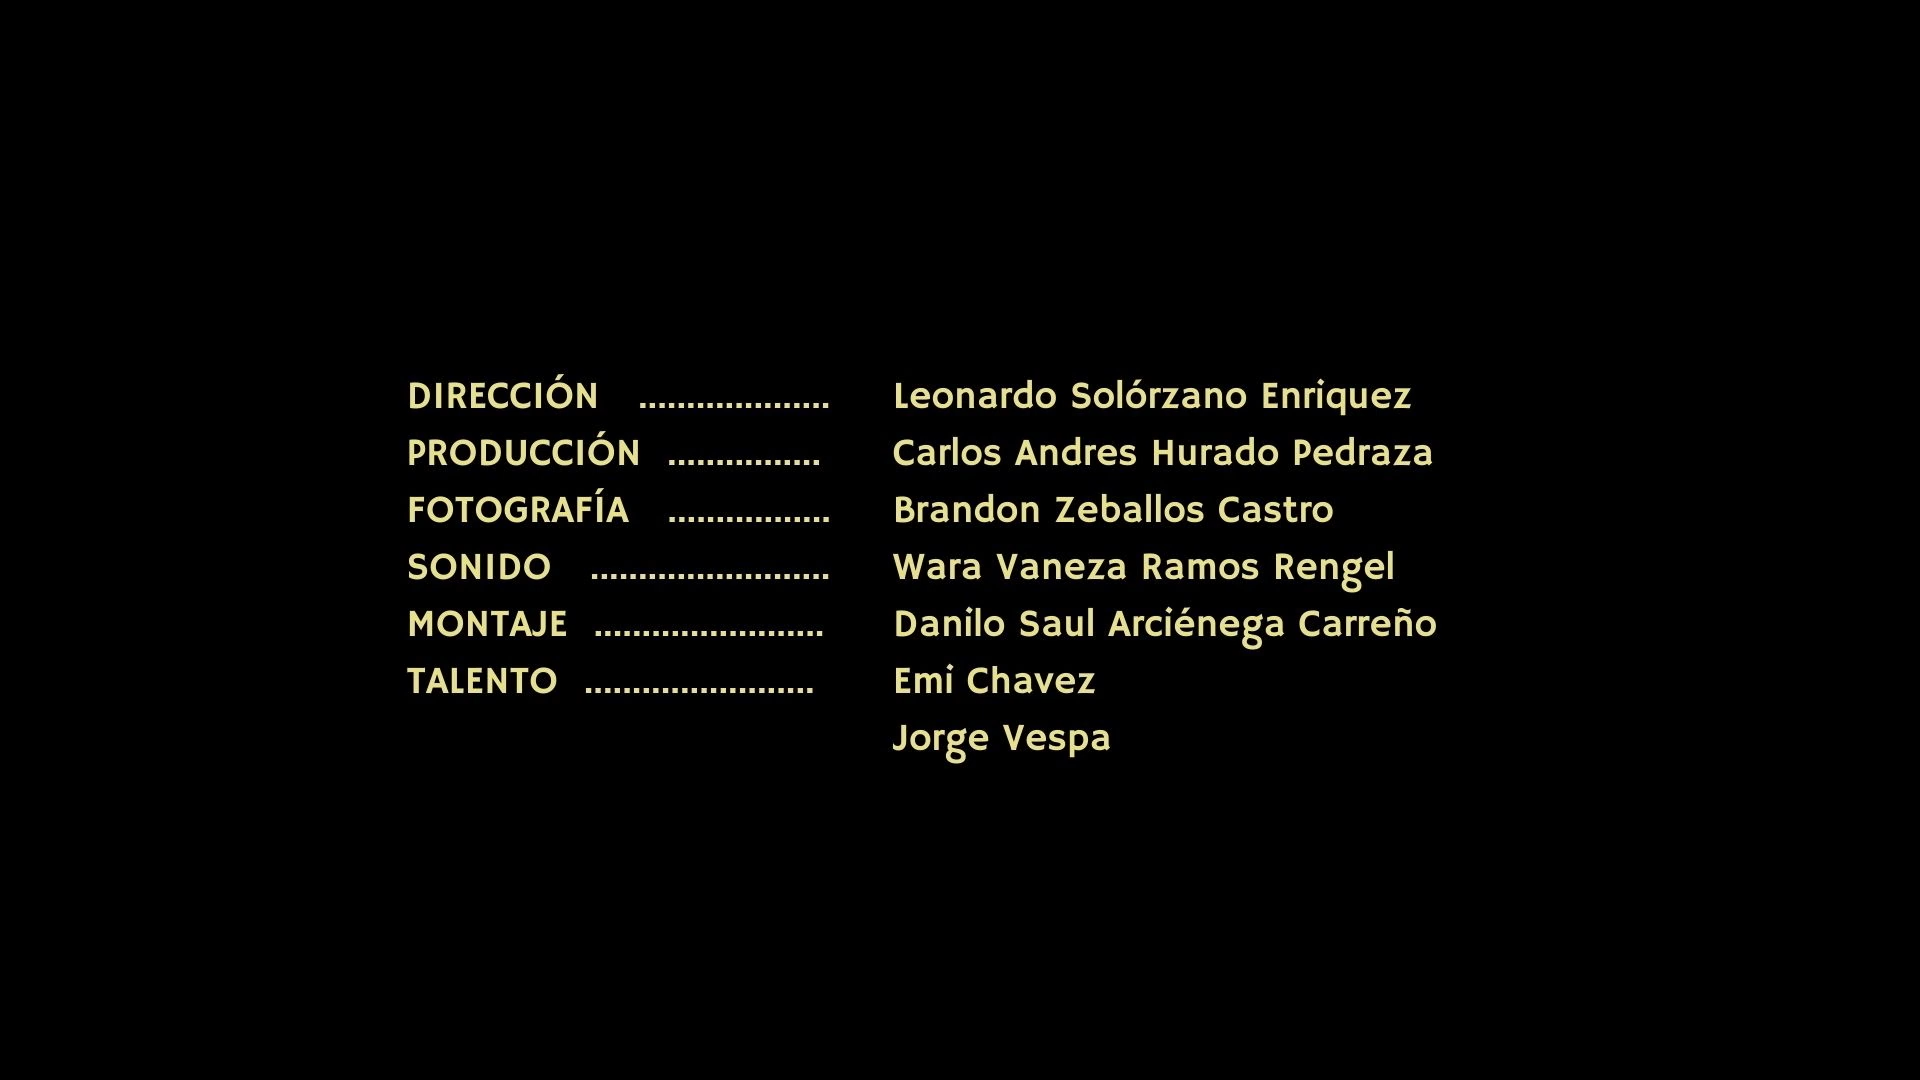 DIRECCIÓN .................... Leonardo Solórzano Enriquez
PRODUCCIÓN ................ Carlos Andres Hurado Pedraza
FOTOGRAFÍA ................. Brandon Zeballos Castro
SONIDO ......................... Wara Vaneza Ramos Rengel
MONTAJE ........................ Danilo Saul Arciénega Carreño
TALENTO ........................ Emi Chavez
Jorge Vespa